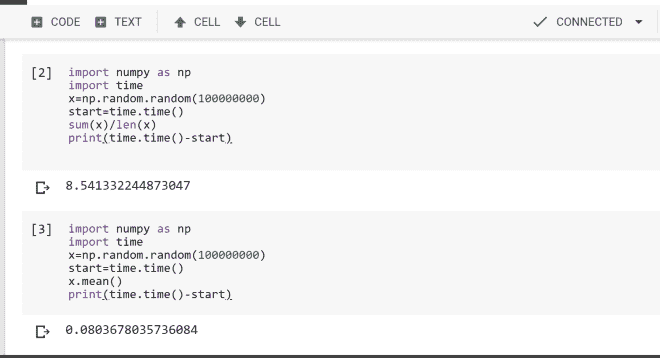 CODE TEXT CELL CELL CONNECTED
[2] import numpy as np
import time
x=np.random.random(100000000)
start=time.time()
sum(x)/len(x)
print(time.time()-start)
8.541332244873047
[3] import numpy as np
import time
x=np.random.random(100000000)
start=time.time()
x.mean()
print(time.time()-start)
0.0803678035736084